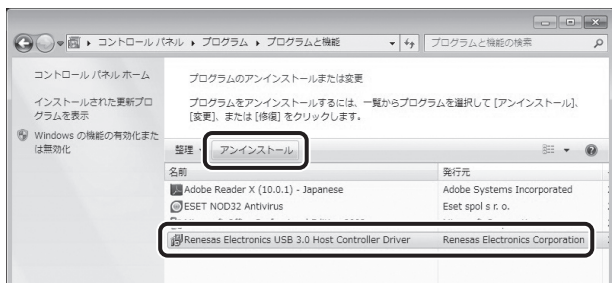 コントロール パネル ▸ プログラム ▸ プログラムと機能
プログラムと機能の検索
コントロール パネル ホーム
インストールされた更新プロ
グラムを表示
Windows の機能の有効化また
は無効化
プログラムのアンインストールまたは変更
プログラムをアンインストールするには、一覧からプログラムを選択して [アンインストール]、
[変更]、または [修復] をクリックします。
整理 アンインストール
名前 発行元
Adobe Reader X (10.0.1) - Japanese Adobe Systems Incorporated
ESET NOD32 Antivirus Eset spol s r. o.
Renesas Electronics USB 3.0 Host Controller Driver Renesas Electronics Corporation